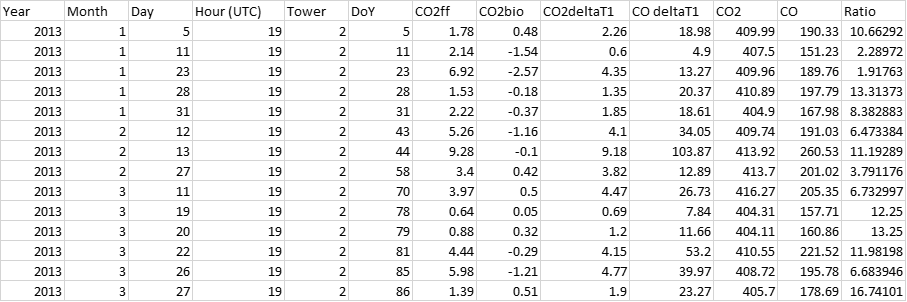 Year Month Day Hour (UTC) Tower DoY CO2ff CO2bio CO2deltaT1 CO deltaT1 CO2 CO Ratio
2013 1 5 19 2 5 1.78 0.48 2.26 18.98 409.99 190.33 10.66292
2013 1 11 19 2 11 2.14 -1.54 0.6 4.9 407.5 151.23 2.28972
2013 1 23 19 2 23 6.92 -2.57 4.35 13.27 409.96 189.76 1.91763
2013 1 28 19 2 28 1.53 -0.18 1.35 20.37 410.89 197.79 13.31373
2013 1 31 19 2 31 2.22 -0.37 1.85 18.61 404.9 167.98 8.382883
2013 2 12 19 2 43 5.26 -1.16 4.1 34.05 409.74 191.03 6.473384
2013 2 13 19 2 44 9.28 -0.1 9.18 103.87 413.92 260.53 11.19289
2013 2 27 19 2 58 3.4 0.42 3.82 12.89 413.7 201.02 3.791176
2013 3 11 19 2 70 3.97 0.5 4.47 26.73 416.27 205.35 6.732997
2013 3 19 19 2 78 0.64 0.05 0.69 7.84 404.31 157.71 12.25
2013 3 20 19 2 79 0.88 0.32 1.2 11.66 404.11 160.86 13.25
2013 3 22 19 2 81 4.44 -0.29 4.15 53.2 410.55 221.52 11.98198
2013 3 26 19 2 85 5.98 -1.21 4.77 39.97 408.72 195.78 6.683946
2013 3 27 19 2 86 1.39 0.51 1.9 23.27 405.7 178.69 16.74101